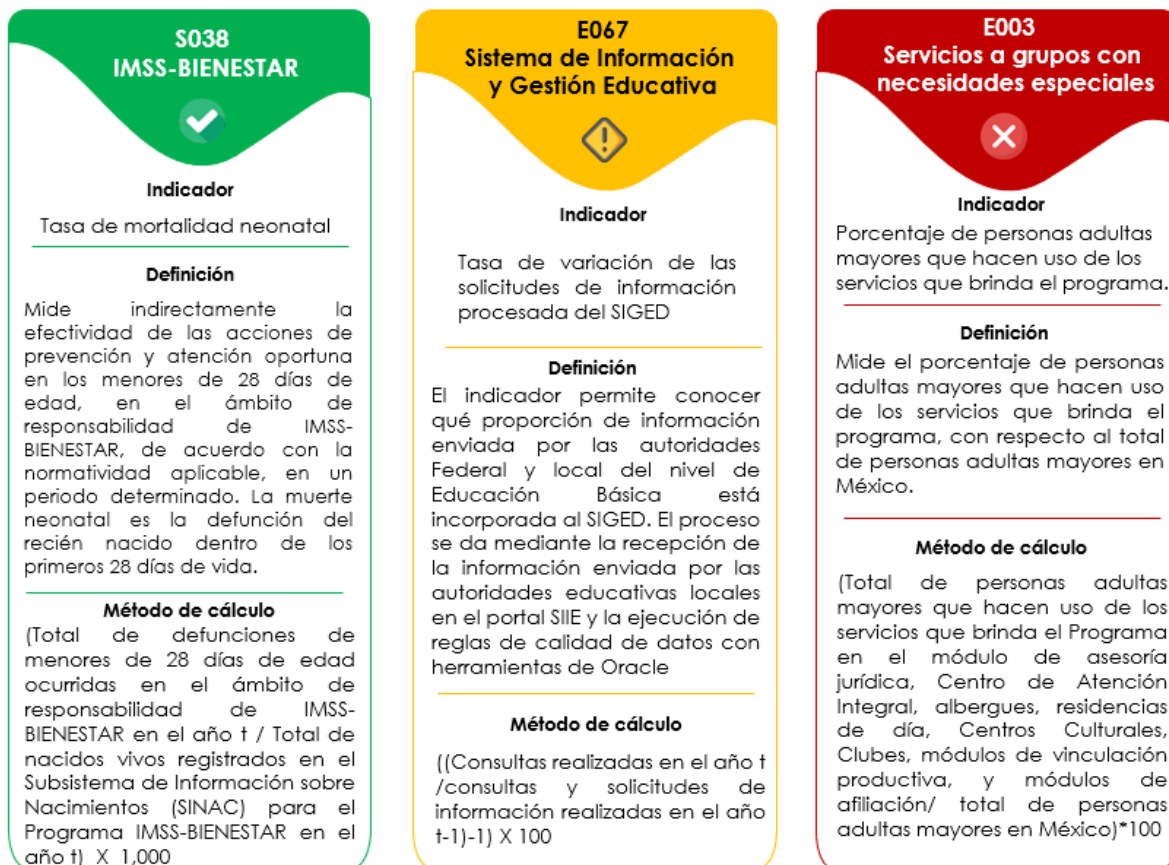 S038
IMSS-BIENESTAR
Indicador
Tasa de mortalidad neonatal
Definición
Mide indirectamente la
efectividad de las acciones de
prevención y atención oportuna
en los menores de 28 días de
edad, en el ámbito de
responsabilidad de IMSS-
BIENESTAR, de acuerdo con la
normatividad aplicable, en un
periodo determinado. La muerte
neonatal es la defunción del
recién nacido dentro de los
primeros 28 días de vida.
Método de cálculo
(Total de defunciones de
menores de 28 días de edad
ocurridas en el ámbito de
responsabilidad de IMSS-
BIENESTAR en el año t / Total de
nacidos vivos registrados en el
Subsistema de Información sobre
Nacimientos (SINAC) para el
Programa IMSS-BIENESTAR en el
año t) X 1,000
E067
Sistema de Información
y Gestión Educativa
Indicador
Tasa de variación de las
solicitudes de información
procesada del SIGED
Definición
El indicador permite conocer
qué proporción de información
enviada por las autoridades
Federal y local del nivel de
Educación Básica está
incorporada al SIGED. El proceso
se da mediante la recepción de
la información enviada por las
autoridades educativas locales
en el portal SIIE y la ejecución de
reglas de calidad de datos con
herramientas de Oracle
Método de cálculo
((Consultas realizadas en el año t
/consultas y solicitudes de
información realizadas en el año
t-1)-1) X 100
E003
Servicios a grupos con
necesidades especiales
Indicador
Porcentaje de personas adultas
mayores que hacen uso de los
servicios que brinda el programa.
Definición
Mide el porcentaje de personas
adultas mayores que hacen uso
de los servicios que brinda el
programa, con respecto al total
de personas adultas mayores en
México.
Método de cálculo
(Total de personas adultas
mayores que hacen uso de los
servicios que brinda el Programa
en el módulo de asesoría
jurídica, Centro de Atención
Integral, albergues, residencias
de día, Centros Culturales,
Clubes, módulos de vinculación
productiva, y módulos de
afiliación/ total de personas
adultas mayores en México)*100